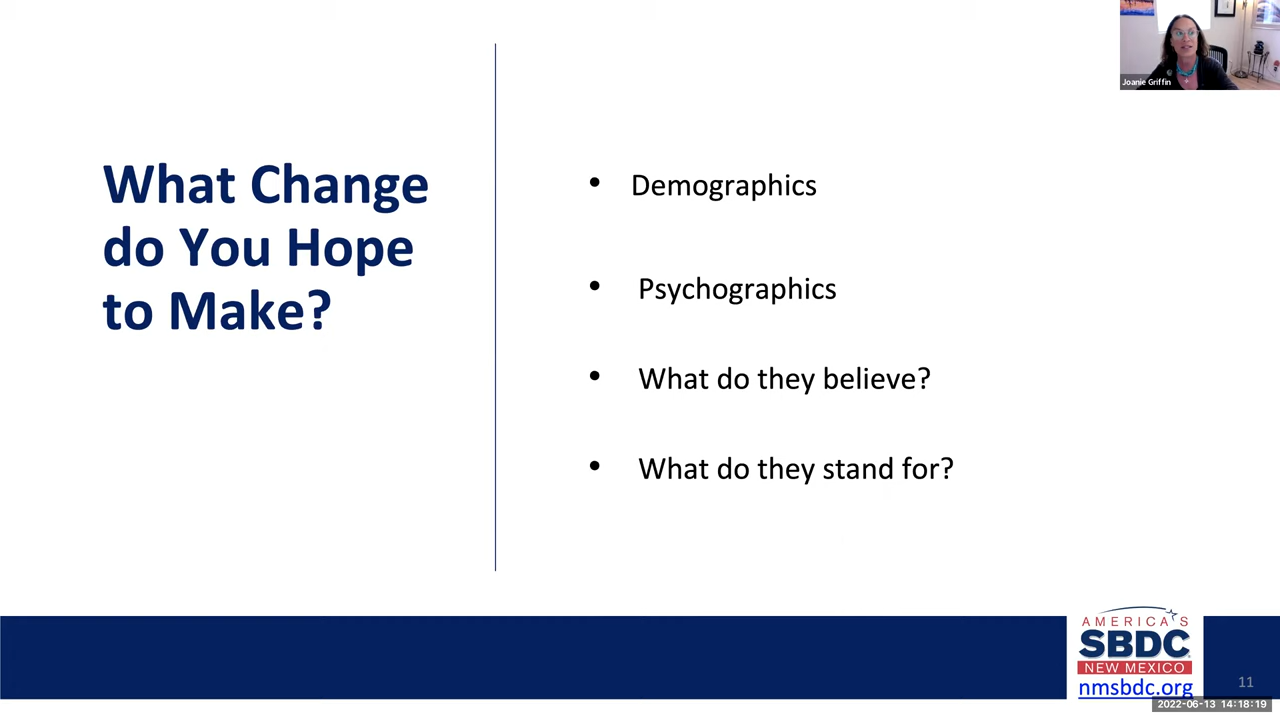 Joanie Griffin
What Change
do You Hope
to Make?
• Demographics
• Psychographics
• What do they believe?
• What do they stand for?
AMERICA'S
SBDC
NEW MEXICO
nmsbdc.org
11
2022-06-13 14:18:19